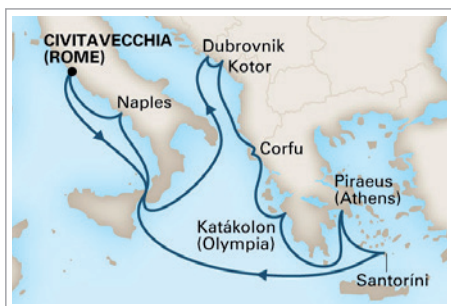 CIVITAVECCHIA
(ROME)
Naples
Dubrovnik
Kotor
Corfu
Piraeus
(Athens)
Katákolon
(Olympia)
Santoríni